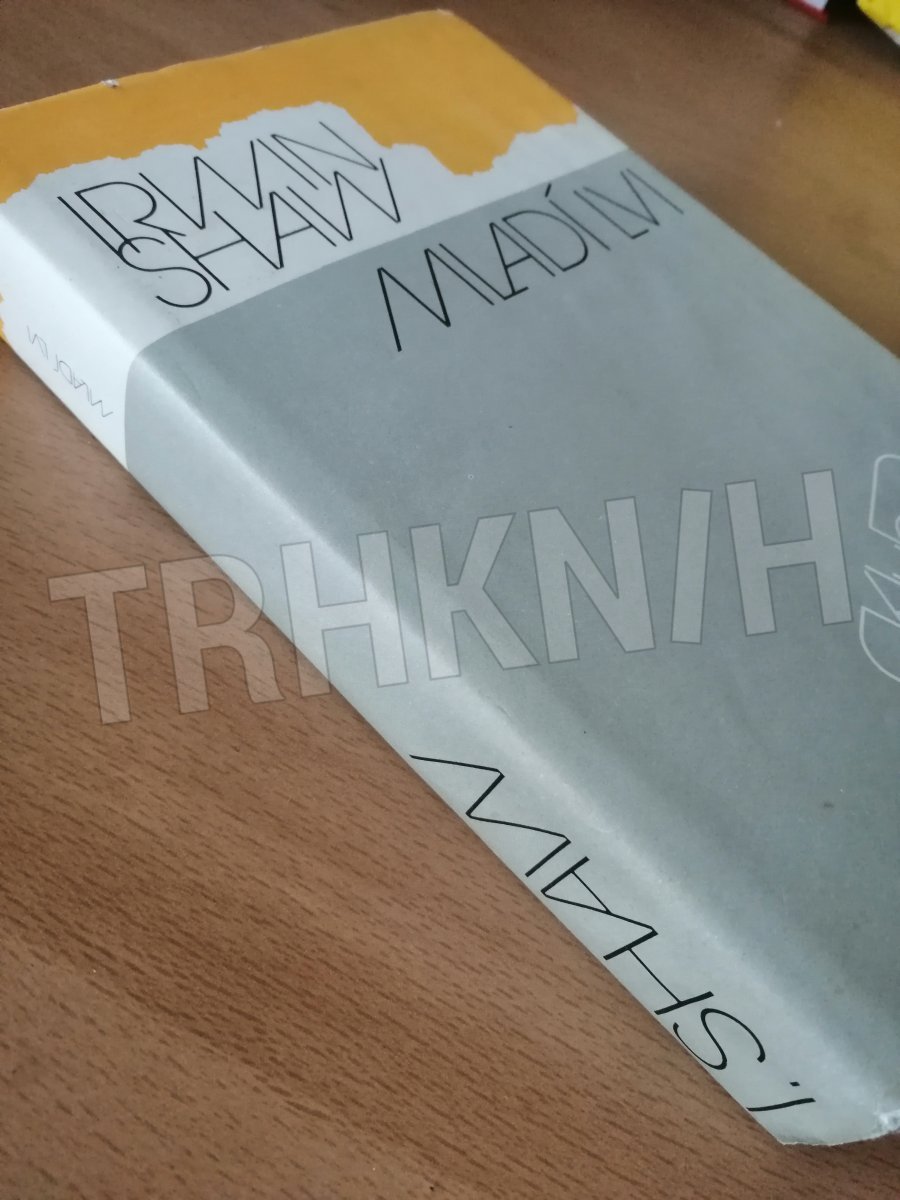 IRWIN
SHAW
MLADÍ LVI
MLADÍ LVI
TRHKNIH
I. SHAW